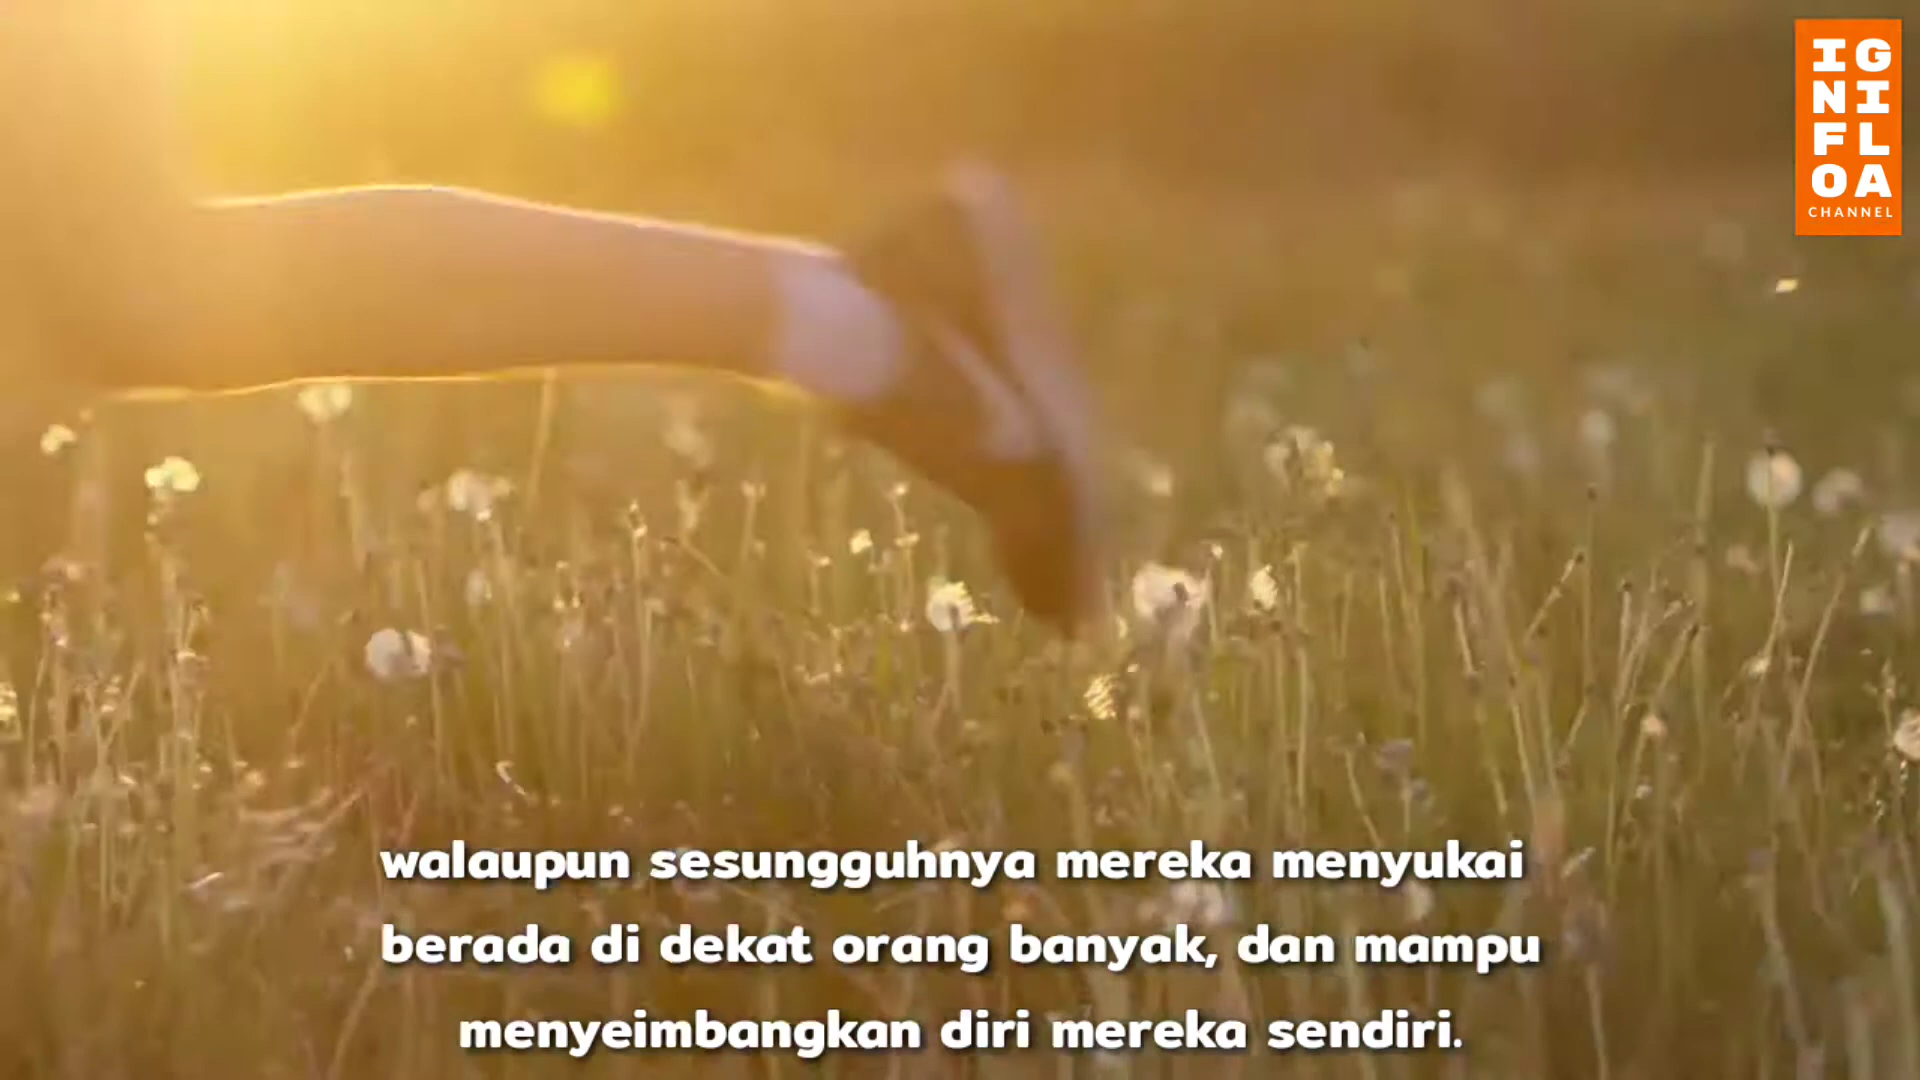 IG
NI
FL
OA
CHANNEL
walaupun sesungguhnya mereka menyukai
berada di dekat orang banyak, dan mampu
menyeimbangkan diri mereka sendiri.